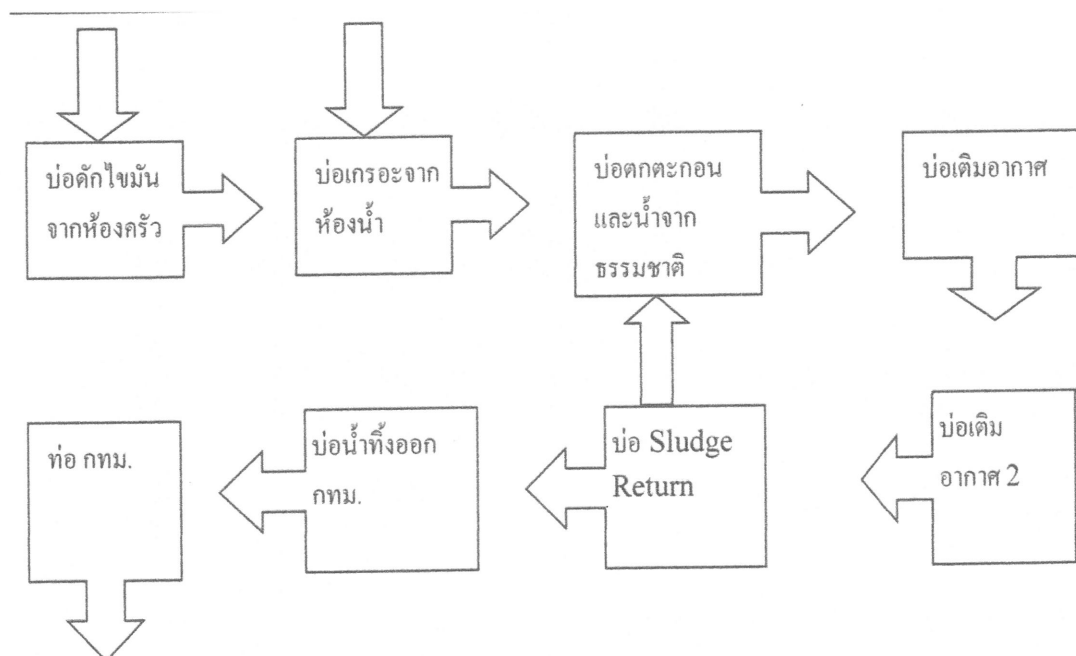 บ่อดักไขมัน
จากห้องครัว
บ่อเกรอะจาก
ห้องน้ำ
บ่อตกตะกอน
และน้ำจาก
ธรรมชาติ
บ่อเติมอากาศ
ท่อ กทม.
บ่อน้ำทิ้งออก
กทม.
บ่อ Sludge
Return
บ่อเติม
อากาศ 2